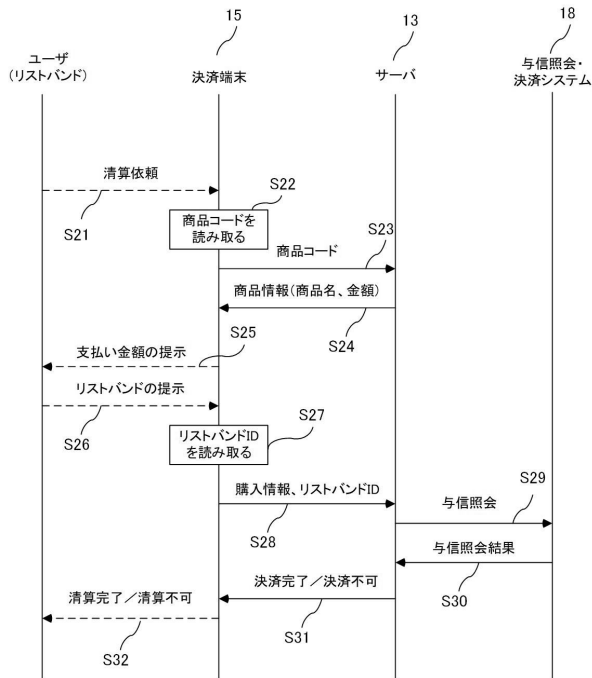 15
13
18
ユーザ
(リストバンド)
決済端末
サーバ
与信照会・
決済システム
清算依頼
S21
S22
商品コードを
読み取る
商品コード
S23
商品情報(商品名、金額)
S24
S25
支払い金額の提示
リストバンドの提示
S26
S27
リストバンドID
を読み取る
購入情報、リストバンドID
S28
与信照会
S29
与信照会結果
S30
決済完了/決済不可
S31
清算完了/清算不可
S32